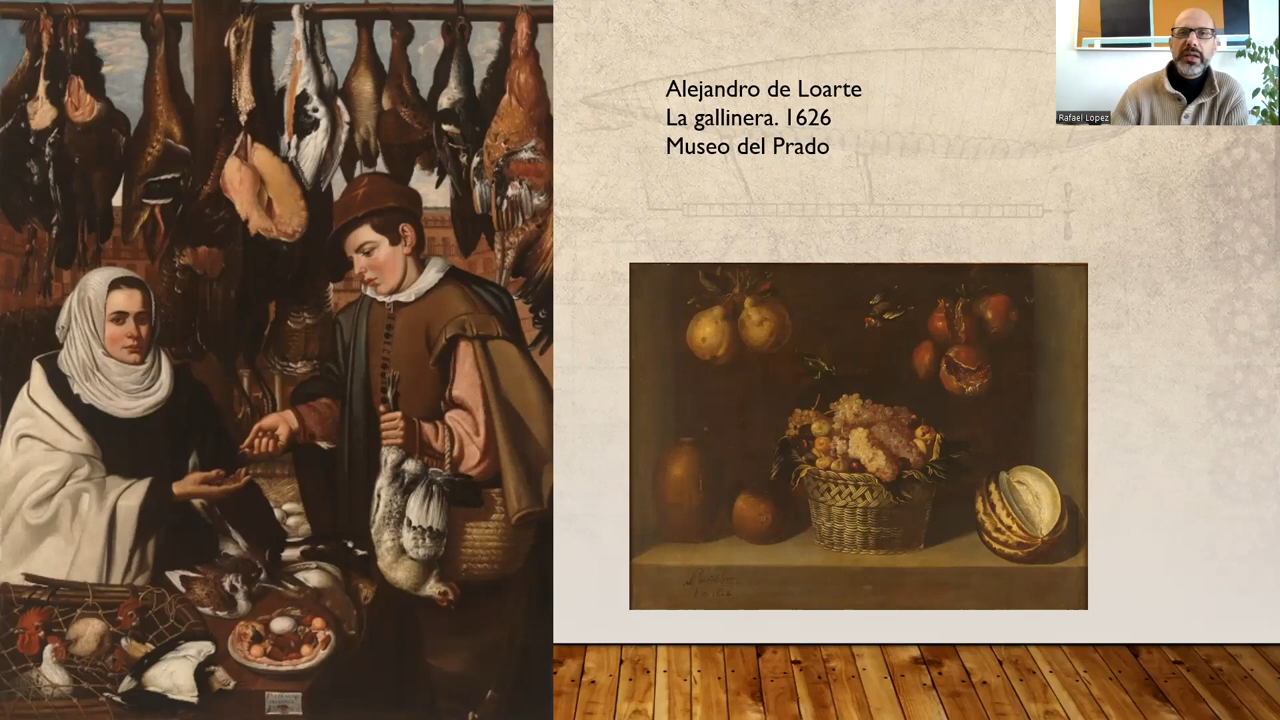 Alejandro de Loarte
La gallinera. 1626
Museo del Prado
Rafael Lopez